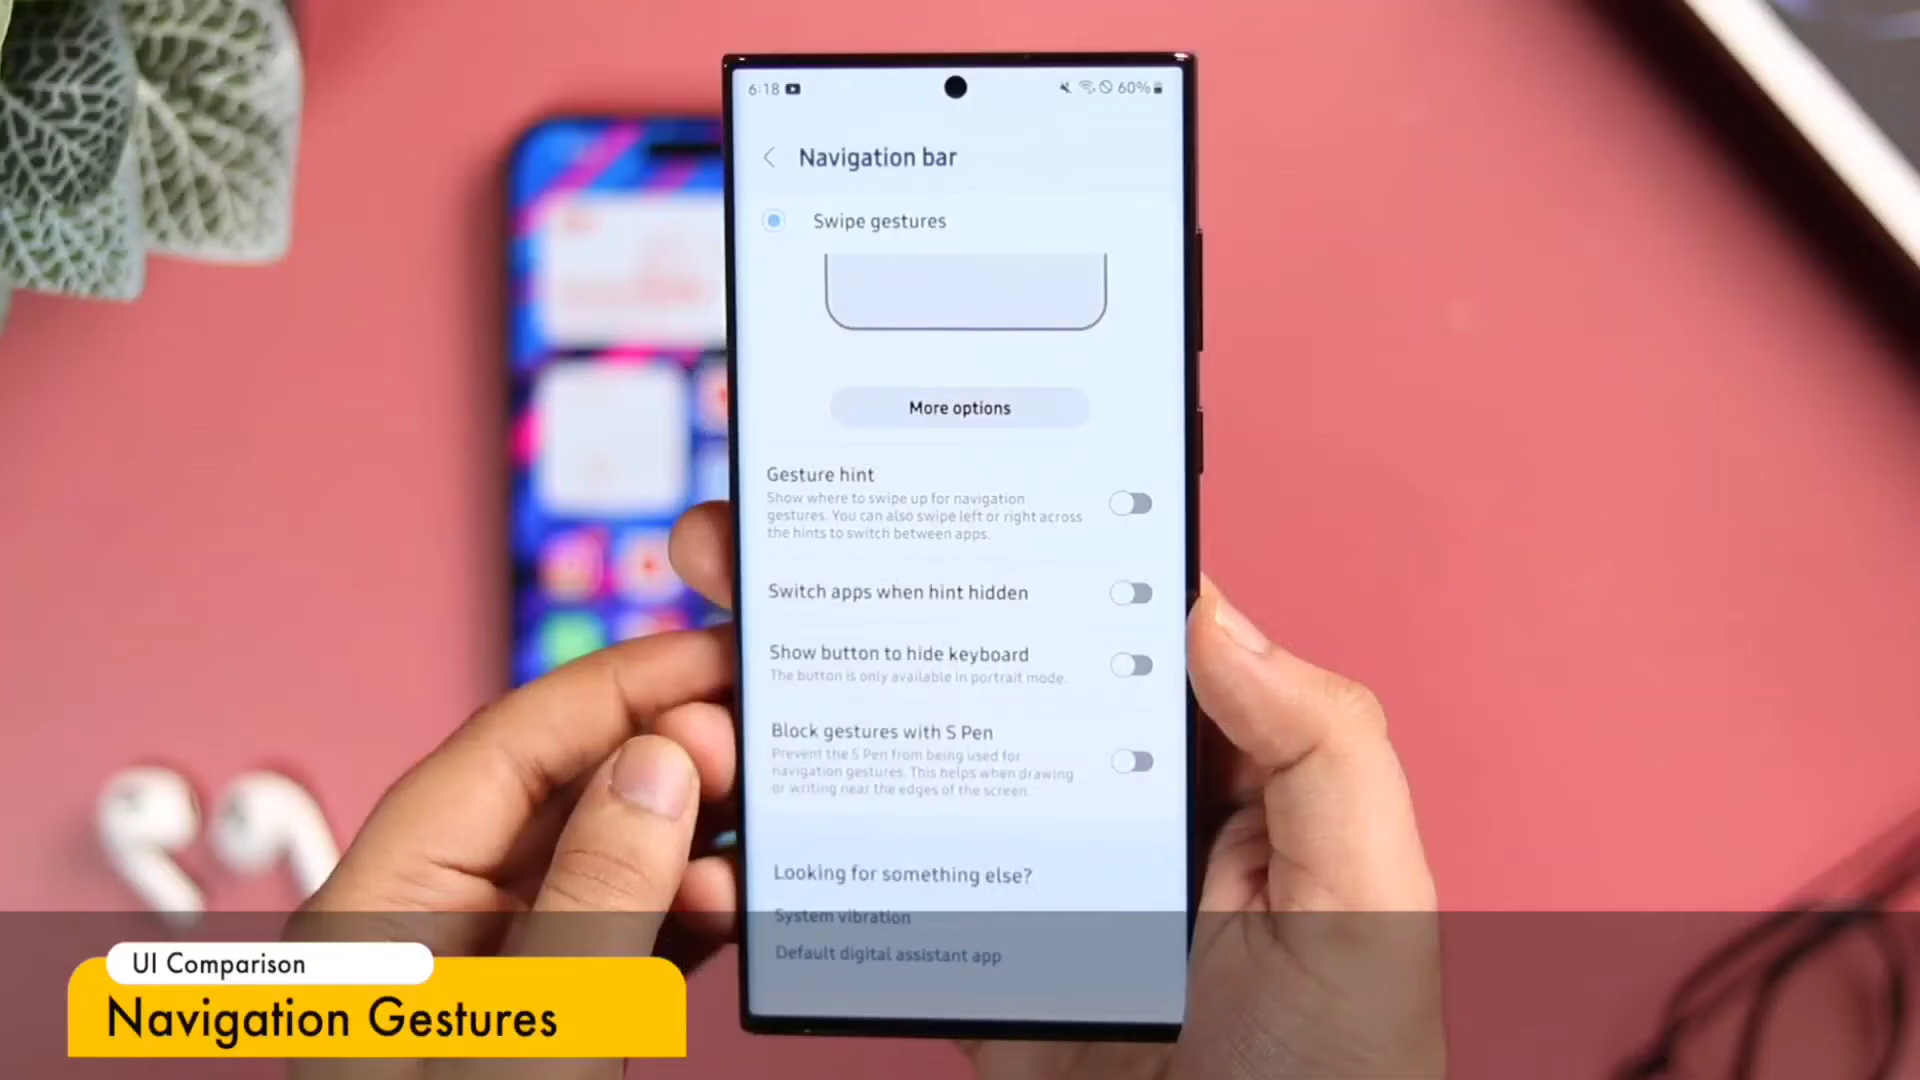 6:18
60%
Navigation bar
Swipe gestures
More options
Gesture hint
Show where to swipe up for navigation
gestures. You can also swipe left or right across
the hints to switch between apps.
Switch apps when hint hidden
Show button to hide keyboard
The button is only available in portrait mode.
Block gestures with S Pen
Prevent the S Pen from being used for
navigation gestures. This helps when drawing
or writing near the edges of the screen.
Looking for something else?
System vibration
Default digital assistant app
UI Comparison
Navigation Gestures